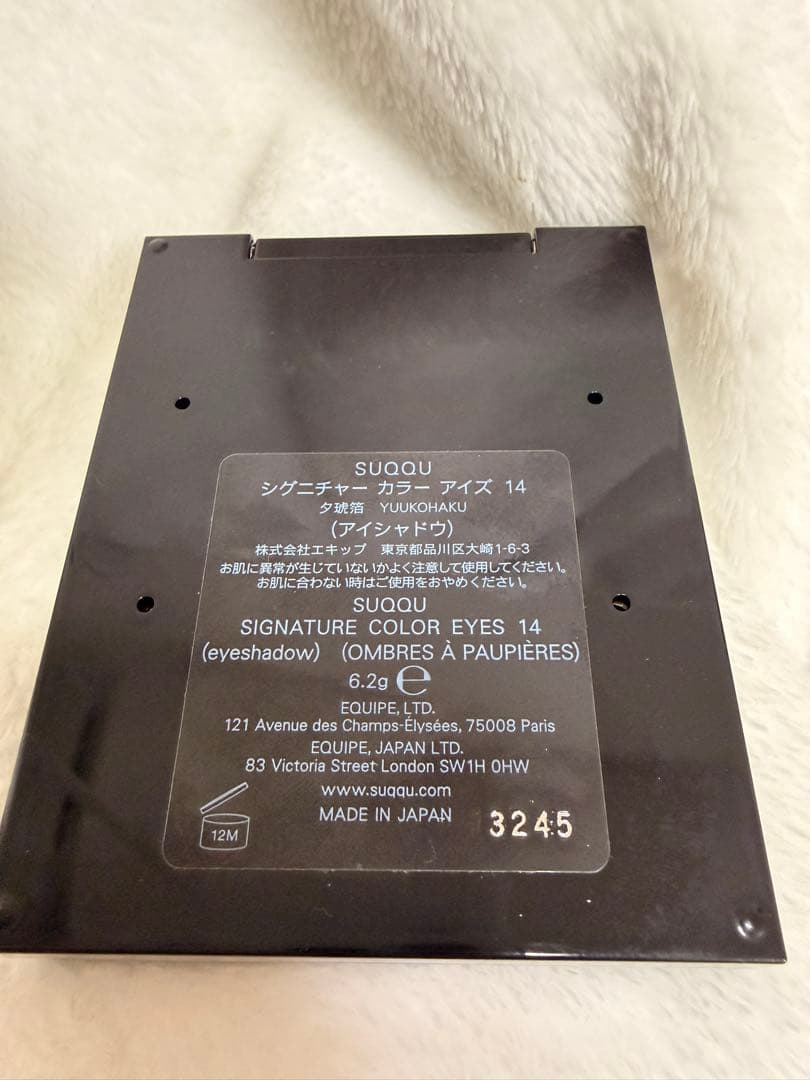 SUQQU
シグニチャー カラー アイズ 14
夕琥箔 YUUKOHAKU
(アイシャドウ)
株式会社エキップ 東京都品川区大崎1-6-3
お肌に異常が生じていないかよく注意して使用してください。
お肌に合わない時はご使用をおやめください。
SUQQU
SIGNATURE COLOR EYES 14
(eyeshadow) (OMBRES À PAUPIÈRES)
6.2g ℮
EQUIPE, LTD.
121 Avenue des Champs-Élysées, 75008 Paris
EQUIPE, JAPAN LTD.
83 Victoria Street London SW1H 0HW
www.suqqu.com
MADE IN JAPAN
3245
12M